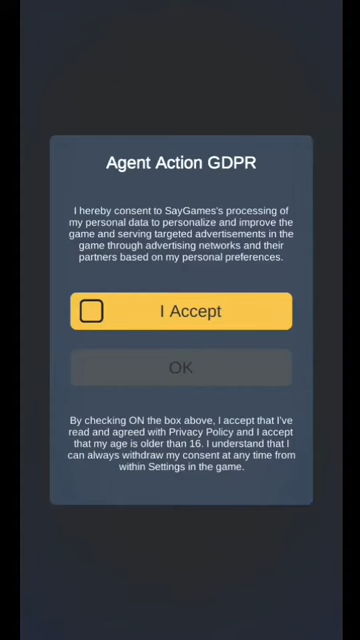 Agent Action GDPR
I hereby consent to SayGames's processing of
my personal data to personalize and improve the
game and serving targeted advertisements in the
game through advertising networks and their
partners based on my personal preferences.
I Accept
OK
By checking ON the box above, I accept that I've
read and agreed with Privacy Policy and I accept
that my age is older than 16. I understand that I
can always withdraw my consent at any time from
within Settings in the game.